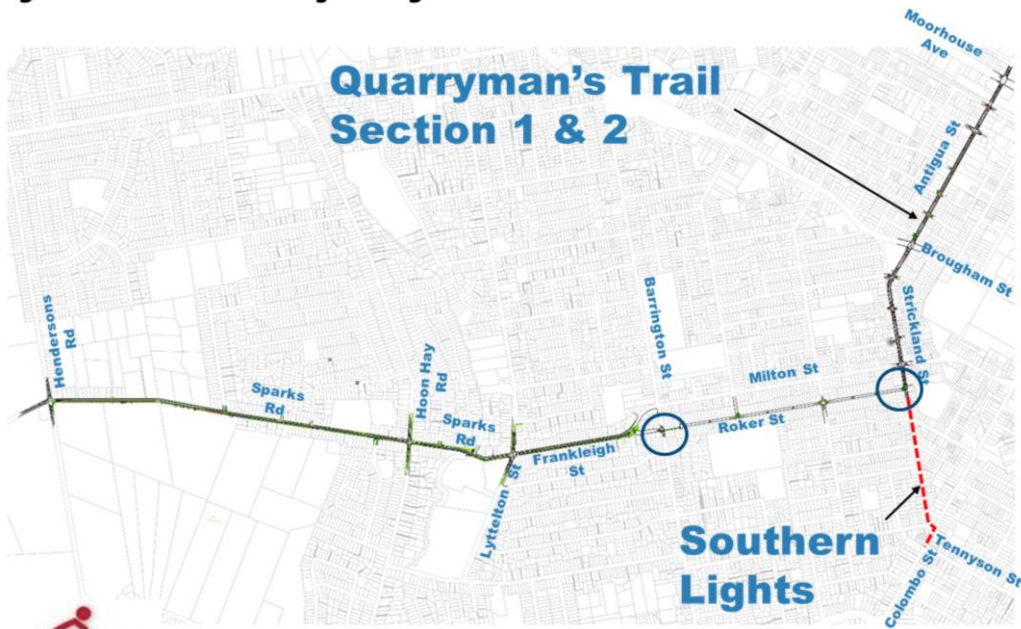 Moorhouse
Ave
Quarryman's Trail
Section 1 & 2
Antigua St
Brougham St
Strickland St
Barrington St
Milton St
Roker St
Hendersons
Rd
Hoon Hay
Rd
Sparks
Rd
Sparks
Rd
Frankleigh
St
Lyttelton St
Southern
Lights
Tennyson St
Colombo St